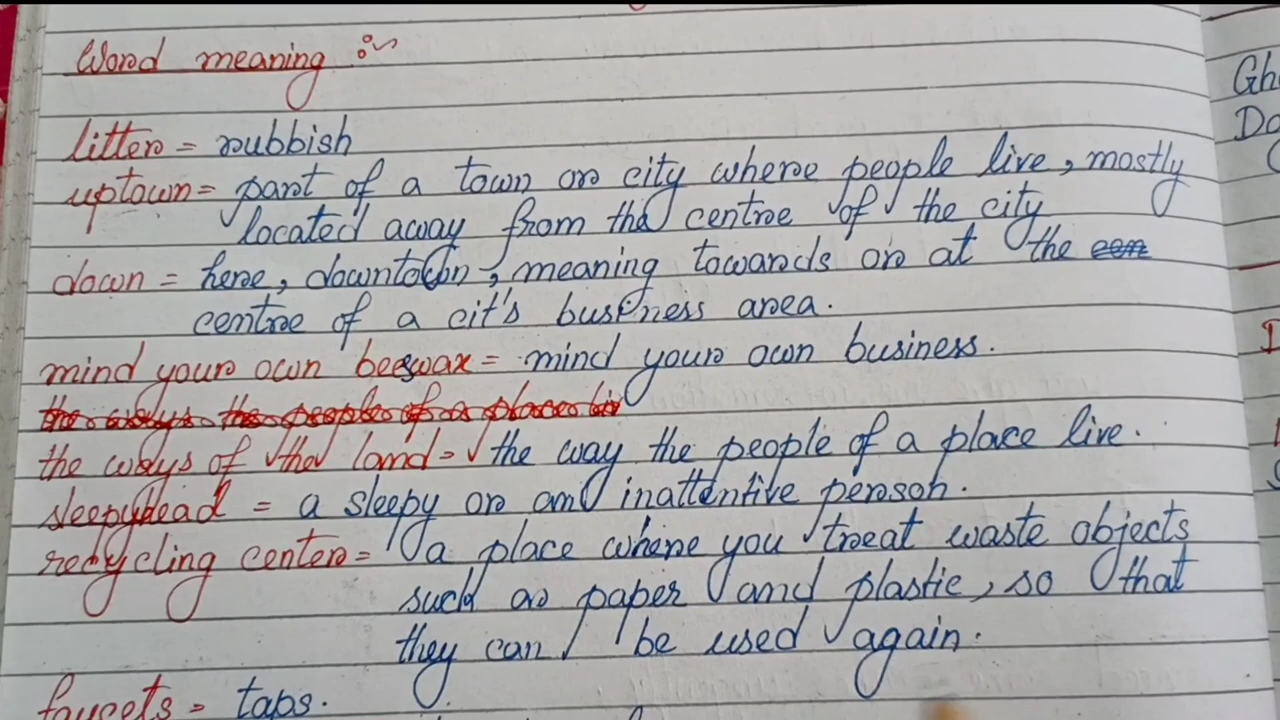 Word meaning :~
litter = rubbish
uptown = part of a town or city where people live, mostly
located away from the centre of the city
down = here, downtown, meaning towards or at the
centre of a cit's business area.
mind your own beeswax = mind your own business.
the ways of the land = the way the people of a place live.
sleepyhead = a sleepy or an inattentive person.
recycling center = a place where you treat waste objects
such as paper and plastic, so that
they can be used again.
faucets = taps.
Gh
Do